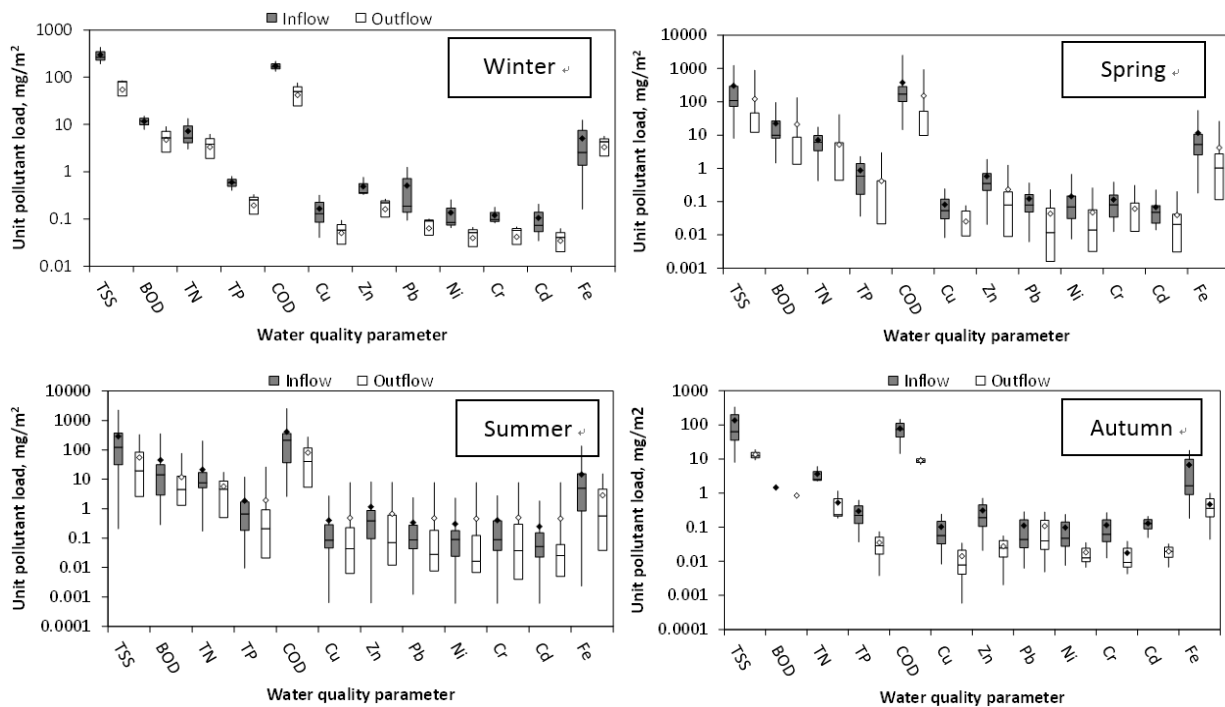 Inflow Outflow
Winter
Unit pollutant load, mg/m²
1000
100
10
1
0.1
0.01
TSS
BOD
TN
TP
COD
Cu
Zn
Pb
Ni
Cr
Cd
Fe
Water quality parameter
Spring
Unit pollutant load, mg/m²
10000
1000
100
10
1
0.1
0.01
0.001
TSS
BOD
TN
TP
COD
Cu
Zn
Pb
Ni
Cr
Cd
Fe
Water quality parameter
Inflow Outflow
Summer
Unit pollutant load, mg/m²
10000
1000
100
10
1
0.1
0.01
0.001
0.0001
TSS
BOD
TN
TP
COD
Cu
Zn
Pb
Ni
Cr
Cd
Fe
Water quality parameter
Inflow Outflow
Autumn
Unit pollutant load, mg/m2
1000
100
10
1
0.1
0.01
0.001
0.0001
TSS
BOD
TN
TP
COD
Cu
Zn
Pb
Ni
Cr
Cd
Fe
Water quality parameter